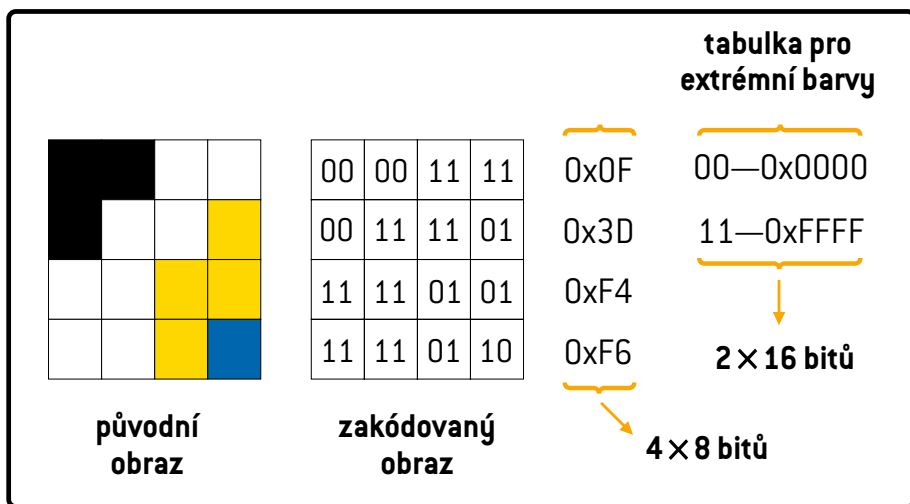 tabulka pro
extrémní barvy
00 00 11 11
0x0F
00—0x0000
00 11 11 01
0x3D
11—0xFFFF
11 11 01 01
0xF4
11 11 01 10
0xF6
2 × 16 bitů
původní
obraz
zakódovaný
obraz
4 × 8 bitů